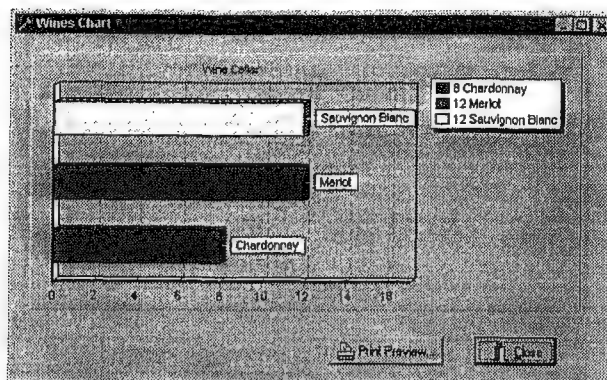 Wines Chart
Wine Cellar
8 Chardonnay
12 Merlot
12 Sauvignon Blanc
Sauvignon Blanc
Merlot
Chardonnay
0 2 4 6 8 10 12 14 16
Print Preview...
Close